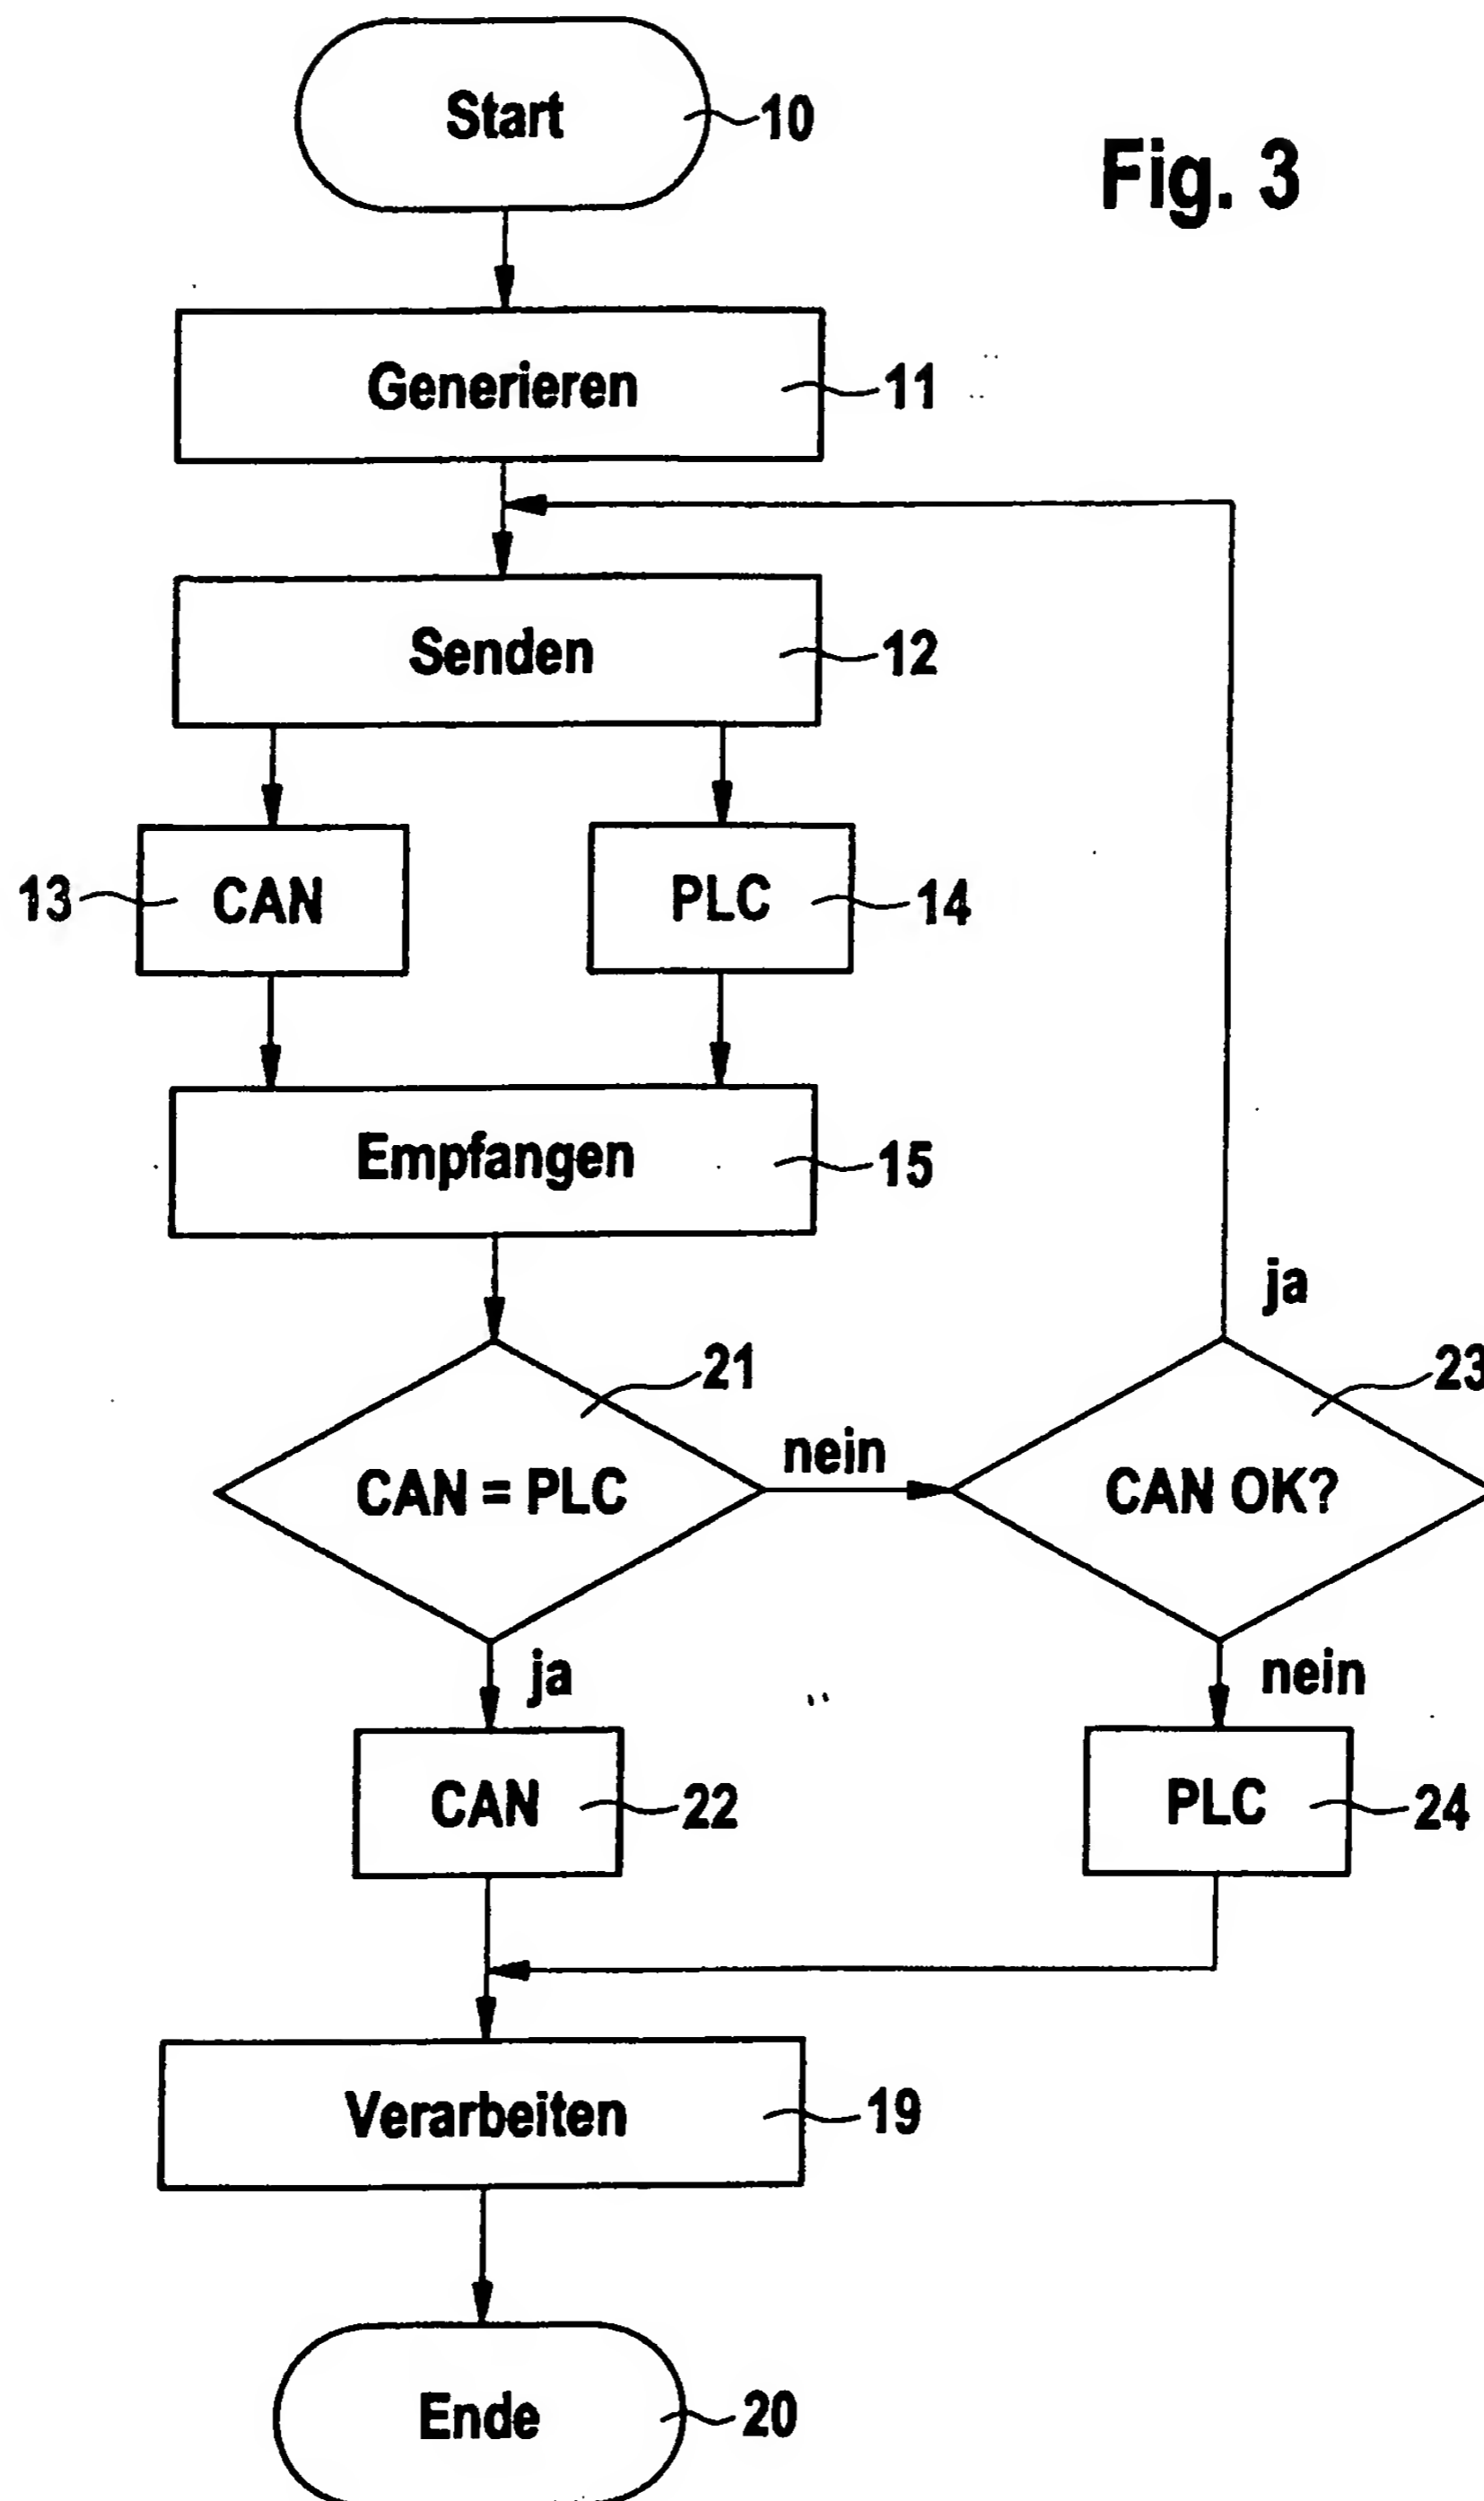 Start
10
Fig. 3
Generieren
11
Senden
12
13
CAN
PLC
14
Empfangen
15
ja
21
23
CAN = PLC
nein
CAN OK?
ja
nein
CAN
22
PLC
24
Verarbeiten
19
Ende
20